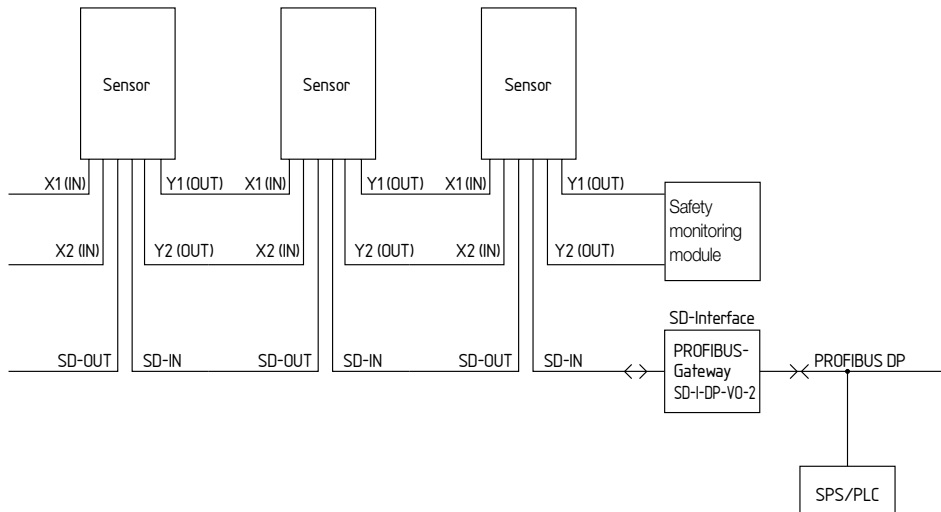 Sensor
Sensor
Sensor
X1 (IN)
Y1 (OUT)
X1 (IN)
Y1 (OUT)
X1 (IN)
Y1 (OUT)
X2 (IN)
Y2 (OUT)
X2 (IN)
Y2 (OUT)
X2 (IN)
Y2 (OUT)
Safety
monitoring
module
SD-OUT
SD-IN
SD-OUT
SD-IN
SD-OUT
SD-IN
SD-Interface
PROFIBUS-
Gateway
SD-I-DP-V0-2
PROFIBUS DP
SPS/PLC